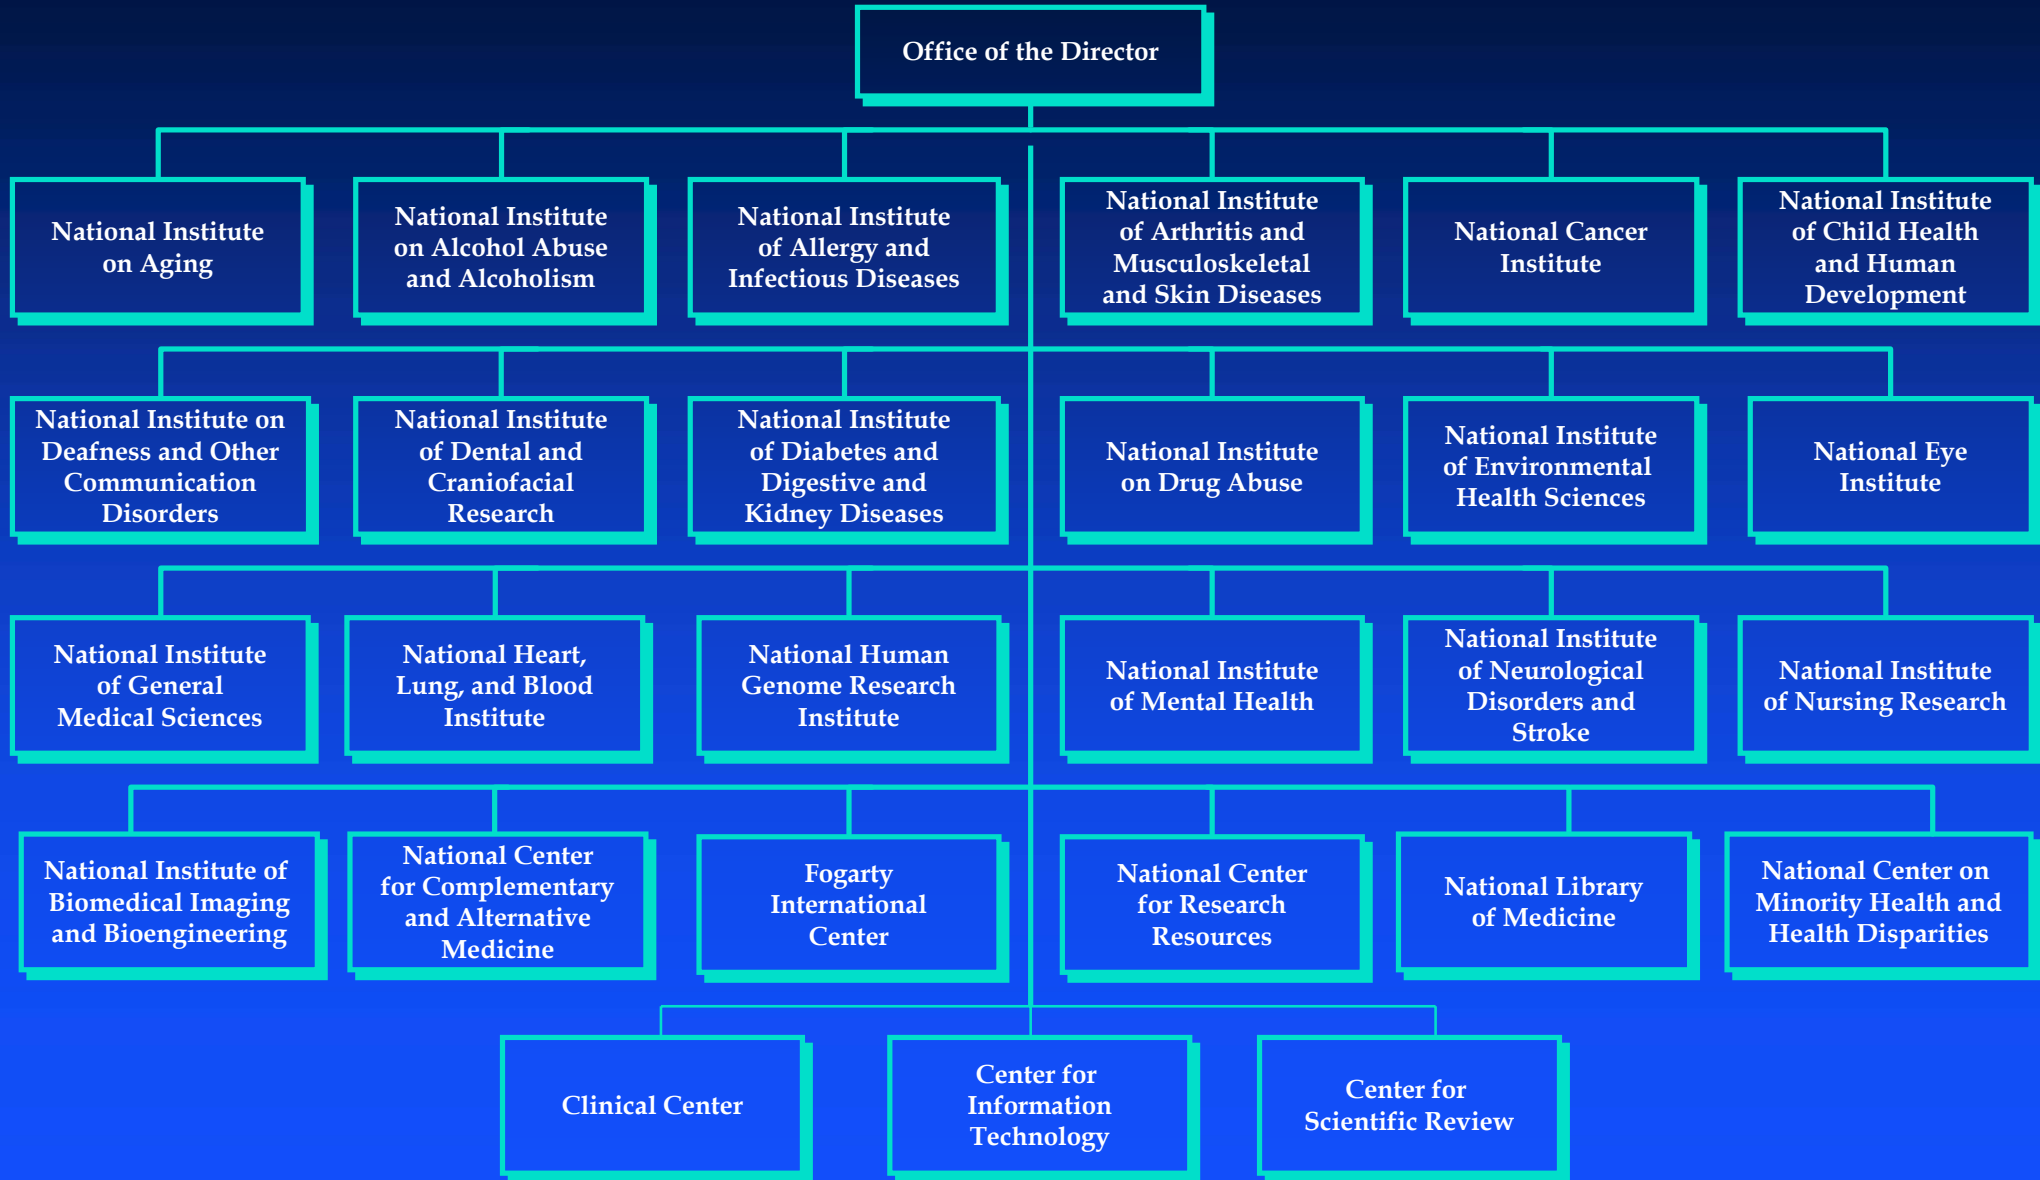 Office of the Director
National Institute
on Aging
National Institute
on Alcohol Abuse
and Alcoholism
National Institute
of Allergy and
Infectious Diseases
National Institute
of Arthritis and
Musculoskeletal
and Skin Diseases
National Cancer
Institute
National Institute
of Child Health
and Human
Development
National Institute on
Deafness and Other
Communication
Disorders
National Institute
of Dental and
Craniofacial
Research
National Institute
of Diabetes and
Digestive and
Kidney Diseases
National Institute
on Drug Abuse
National Institute
of Environmental
Health Sciences
National Eye
Institute
National Institute
of General
Medical Sciences
National Heart,
Lung, and Blood
Institute
National Human
Genome Research
Institute
National Institute
of Mental Health
National Institute
of Neurological
Disorders and
Stroke
National Institute
of Nursing Research
National Institute of
Biomedical Imaging
and Bioengineering
National Center
for Complementary
and Alternative
Medicine
Fogarty
International
Center
National Center
for Research
Resources
National Library
of Medicine
National Center on
Minority Health and
Health Disparities
Clinical Center
Center for
Information
Technology
Center for
Scientific Review